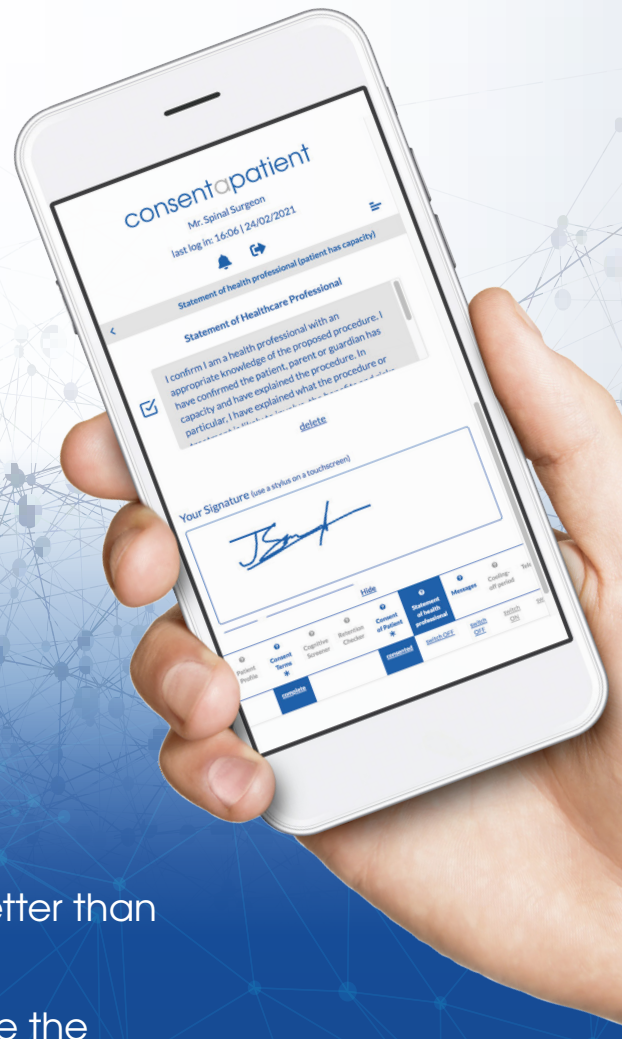 consentapatient
Mr. Spinal Surgeon
last log in: 16:06 | 24/02/2021
Statement of health professional (patient has capacity)
Statement of Healthcare Professional
I confirm I am a health professional with an
appropriate knowledge of the proposed procedure. I
have confirmed the patient, parent or guardian has
capacity and have explained the procedure. In
particular, I have explained what the procedure or
delete
Your Signature (use a stylus on a touchscreen)
Hide
Patient
Profile
Consent
Terms
*
complete
Cognitive
Screener
Retention
Checker
Consent
of Patient
*
consented
Statement
of health
professional
switch OFF
Messages
switch
OFF
Cooling-
off period
switch
ON
Tele
etter than
e the